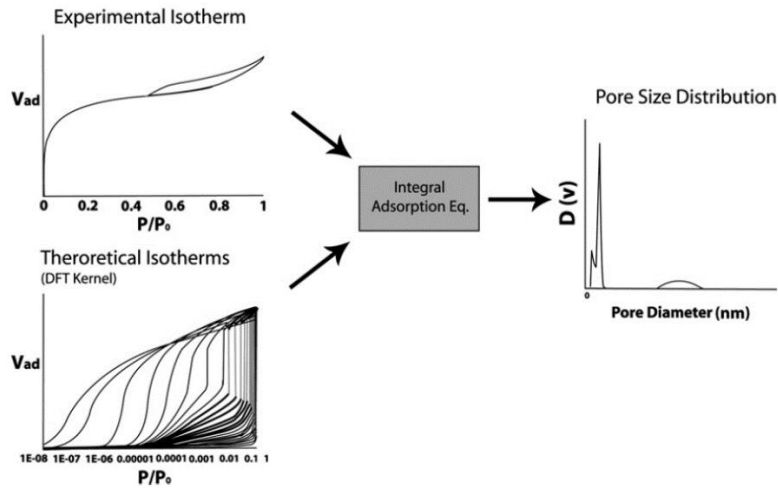 Experimental Isotherm
Vad
0 0.2 0.4 0.6 0.8 1
P/P₀
Theroretical Isotherms
(DFT Kernel)
Vad
1E-08 1E-07 1E-06 0.00001 0.0001 0.001 0.01 0.1 1
P/P₀
Integral
Adsorption Eq.
Pore Size Distribution
D (v)
0
Pore Diameter (nm)